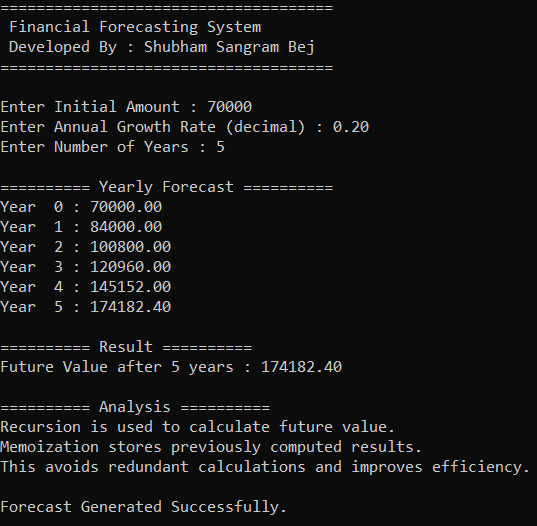 =====================================
 Financial Forecasting System
 Developed By : Shubham Sangram Bej
=====================================
Enter Initial Amount : 70000
Enter Annual Growth Rate (decimal) : 0.20
Enter Number of Years : 5
========== Yearly Forecast ==========
Year  0 : 70000.00
Year  1 : 84000.00
Year  2 : 100800.00
Year  3 : 120960.00
Year  4 : 145152.00
Year  5 : 174182.40
========== Result ==========
Future Value after 5 years : 174182.40
========== Analysis ==========
Recursion is used to calculate future value.
Memoization stores previously computed results.
This avoids redundant calculations and improves efficiency.
Forecast Generated Successfully.